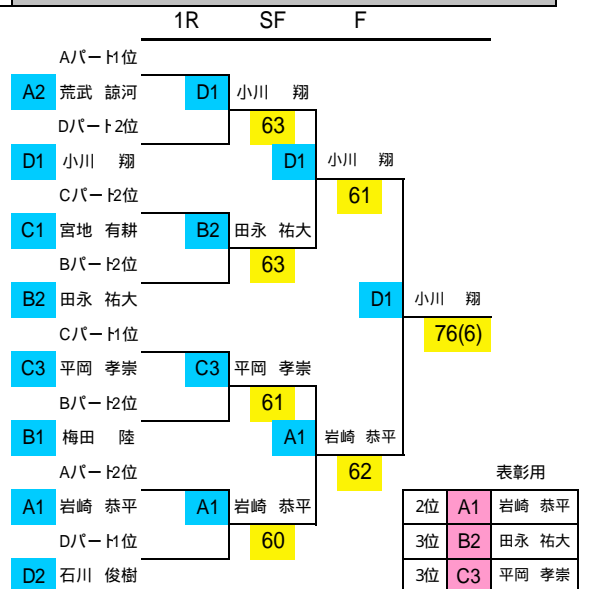 1R SF F
Aパート1位
A2 荒武 諒河 D1 小川 翔
Dパート2位 63
D1 小川 翔 D1 小川 翔
Cパート2位 61
C1 宮地 有耕 B2 田永 祐大
Bパート2位 63
B2 田永 祐大 D1 小川 翔
Cパート1位 76(6)
C3 平岡 孝崇 C3 平岡 孝崇
Bパート2位 61
B1 梅田 陸 A1 岩崎 恭平
Aパート2位 62 表彰用
A1 岩崎 恭平 A1 岩崎 恭平 2位 A1 岩崎 恭平
Dパート1位 60 3位 B2 田永 祐大
D2 石川 俊樹 3位 C3 平岡 孝崇